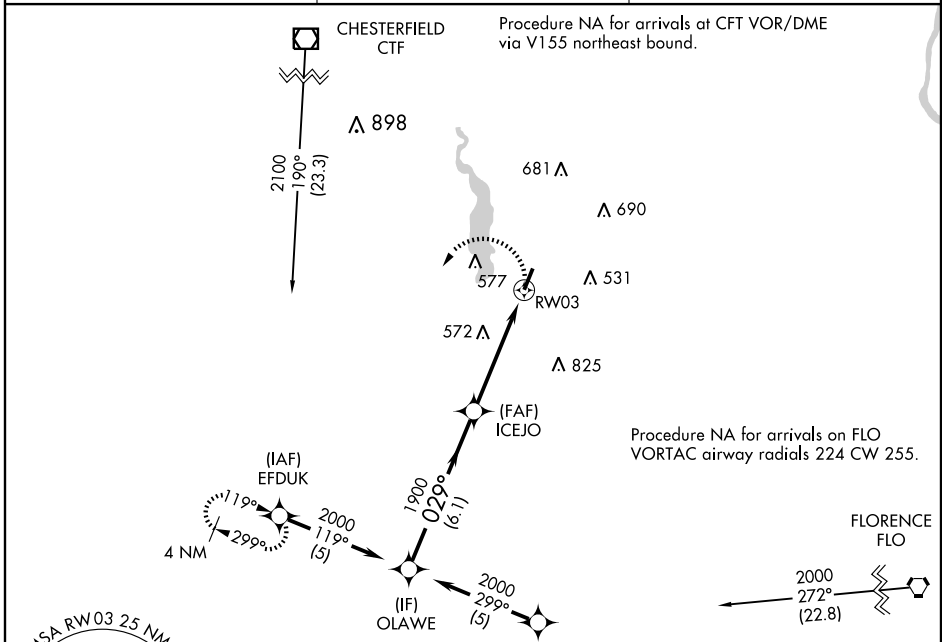 CHESTERFIELD
CTF
Procedure NA for arrivals at CFT VOR/DME
via V155 northeast bound.
898
2100
190°
(23.3)
681
690
577
531
RW03
572
825
(FAF)
ICEJO
Procedure NA for arrivals on FLO
VORTAC airway radials 224 CW 255.
(IAF)
EFDUK
1900
029°
(6.1)
119°
299°
4 NM
2000
119°
(5)
FLORENCE
FLO
2000
272°
(22.8)
(IF)
OLAWE
2000
299°
(5)
MSA RW03 25 NM